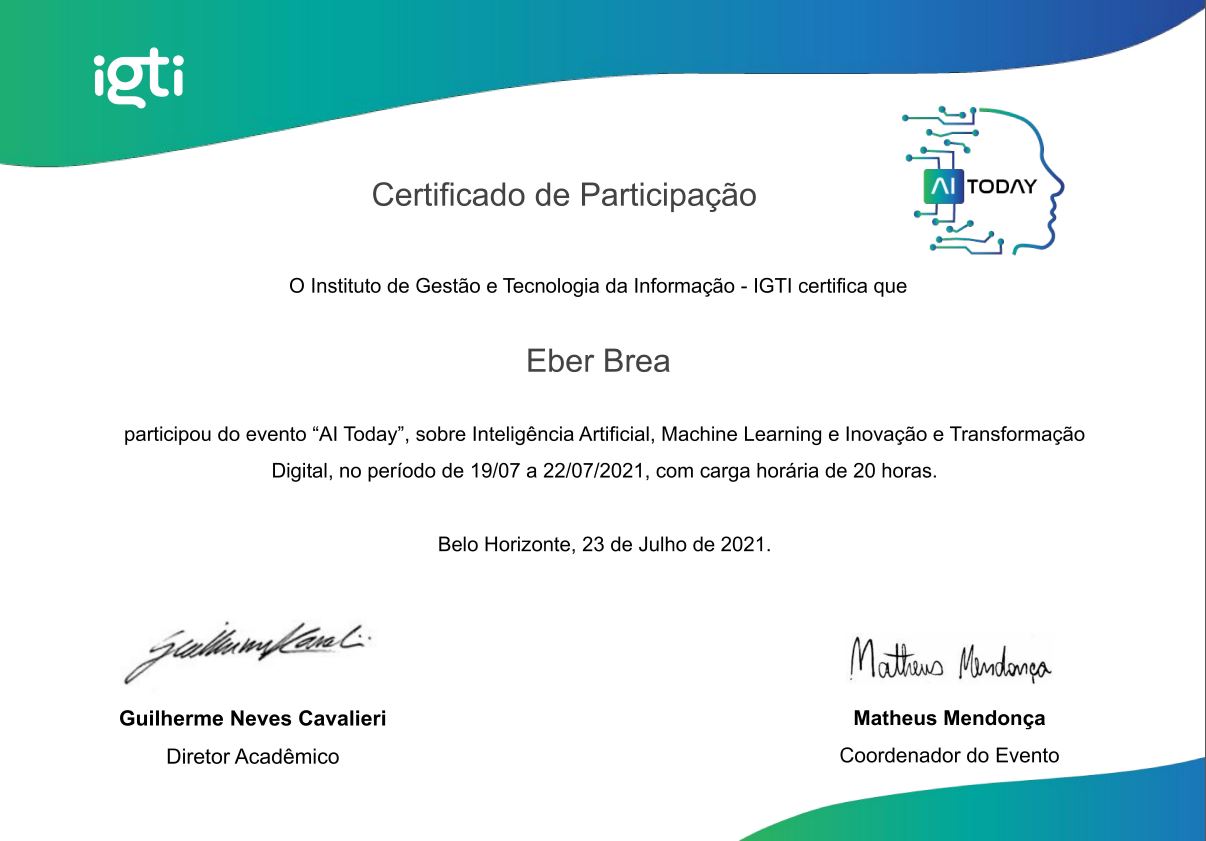 igti
AI TODAY
Certificado de Participação
O Instituto de Gestão e Tecnologia da Informação - IGTI certifica que
Eber Brea
participou do evento “AI Today”, sobre Inteligência Artificial, Machine Learning e Inovação e Transformação
Digital, no período de 19/07 a 22/07/2021, com carga horária de 20 horas.
Belo Horizonte, 23 de Julho de 2021.
Matheus Mendonça
Guilherme Neves Cavalieri
Matheus Mendonça
Diretor Acadêmico
Coordenador do Evento